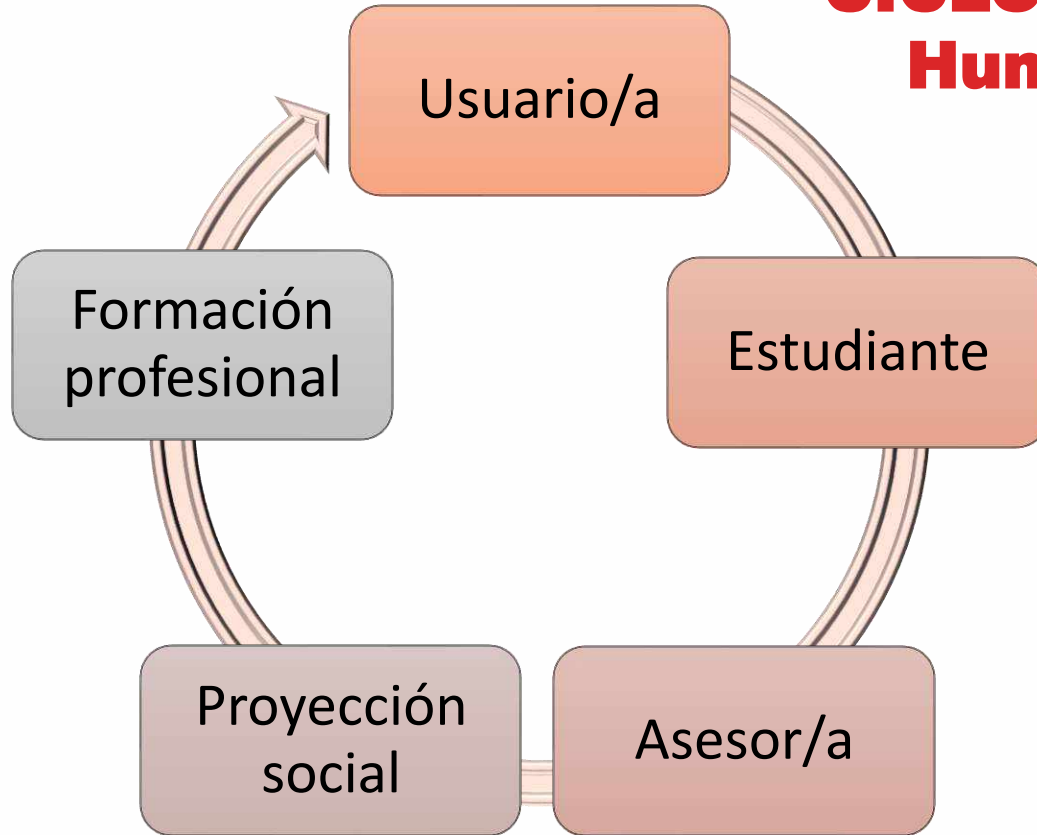 Usuario/a
Estudiante
Asesor/a
Proyección
social
Formación
profesional